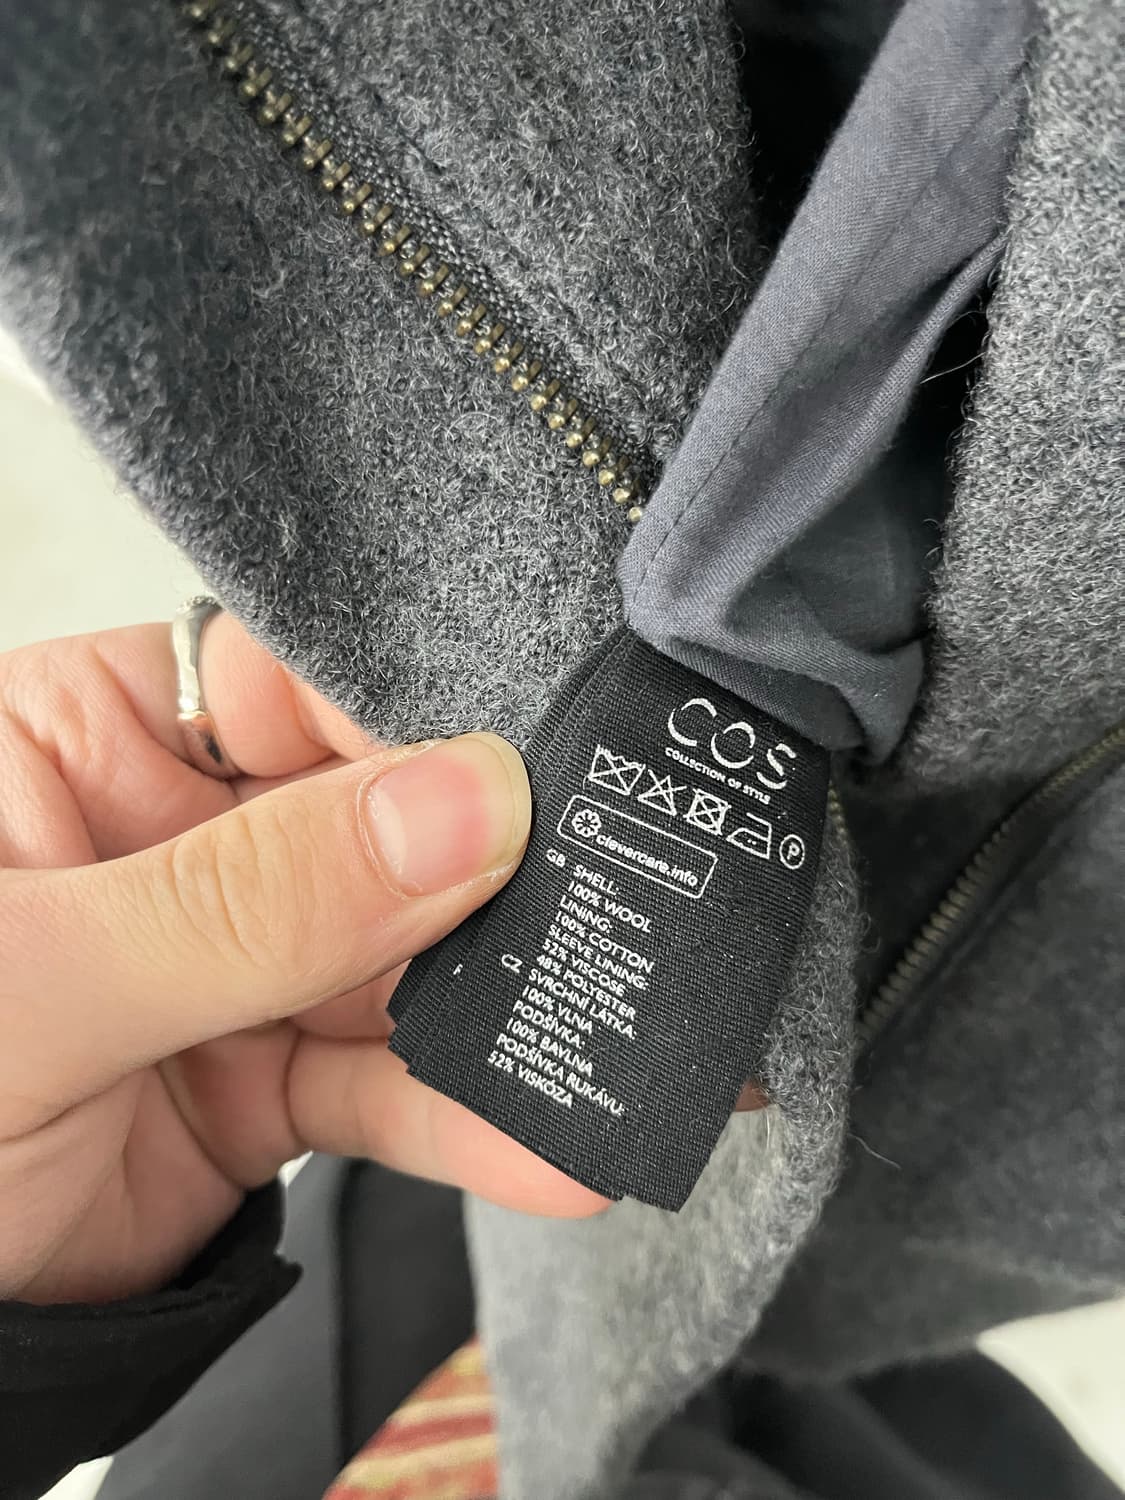 COS
COLLECTION OF STYLE
P
clevercare.info
GB SHELL:
100% WOOL
LINING:
100% COTTON
SLEEVE LINING:
52% VISCOSE
48% POLYESTER
CZ SVRCHNÍ LÁTKA:
100% VLNA
PODŠÍVKA:
100% BAVLNA
PODŠÍVKA RUKÁVU:
52% VISKÓZA